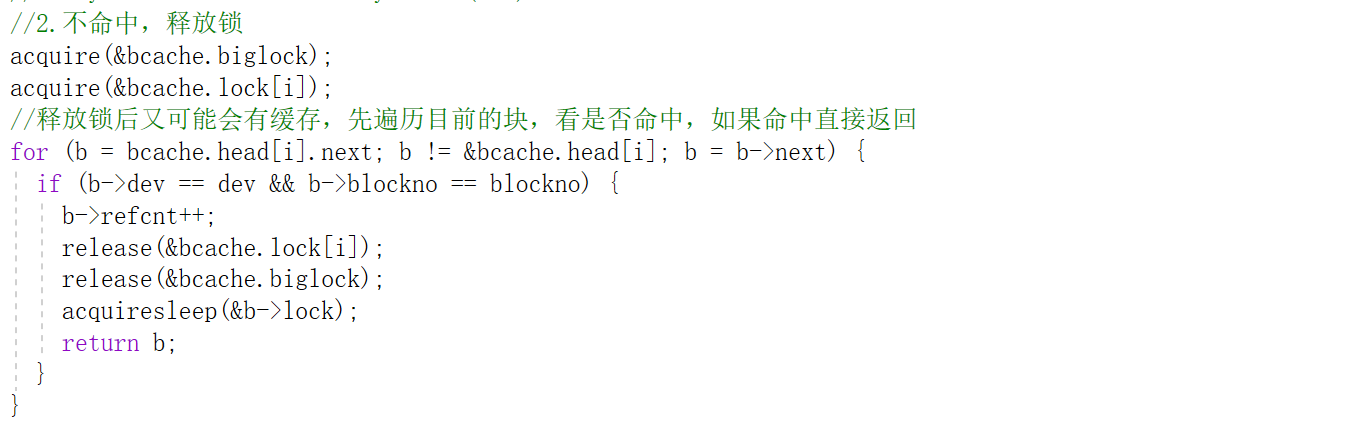 //2.不命中，释放锁
acquire(&bcache.biglock);
acquire(&bcache.lock[i]);
//释放锁后又可能会有缓存，先遍历目前的块，看是否命中，如果命中直接返回
for (b = bcache.head[i].next; b != &bcache.head[i]; b = b->next) {
  if (b->dev == dev && b->blockno == blockno) {
    b->refcnt++;
    release(&bcache.lock[i]);
    release(&bcache.biglock);
    acquiresleep(&b->lock);
    return b;
  }
}